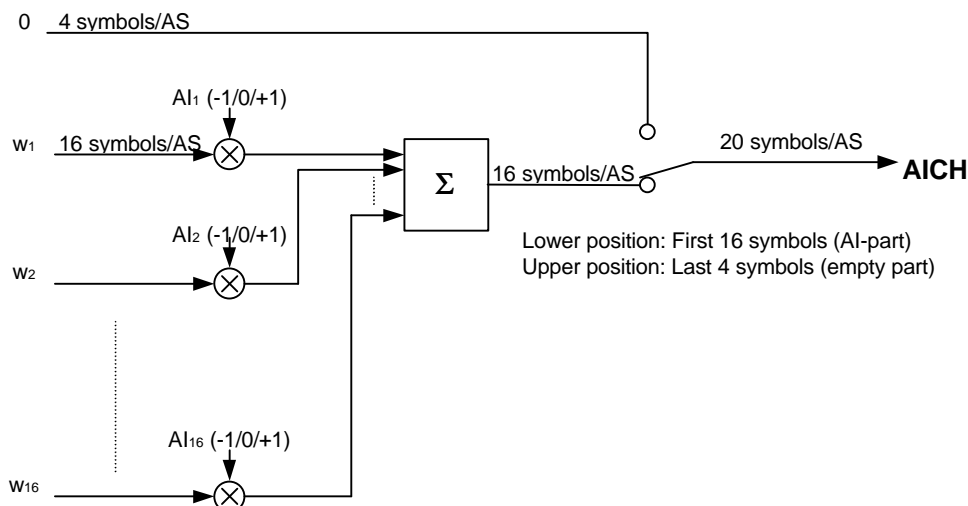 0 4 symbols/AS
AI1 (-1/0/+1)
w1 16 symbols/AS
20 symbols/AS
AICH
Σ
16 symbols/AS
AI2 (-1/0/+1)
w2
Lower position: First 16 symbols (AI-part)
Upper position: Last 4 symbols (empty part)
AI16 (-1/0/+1)
w16